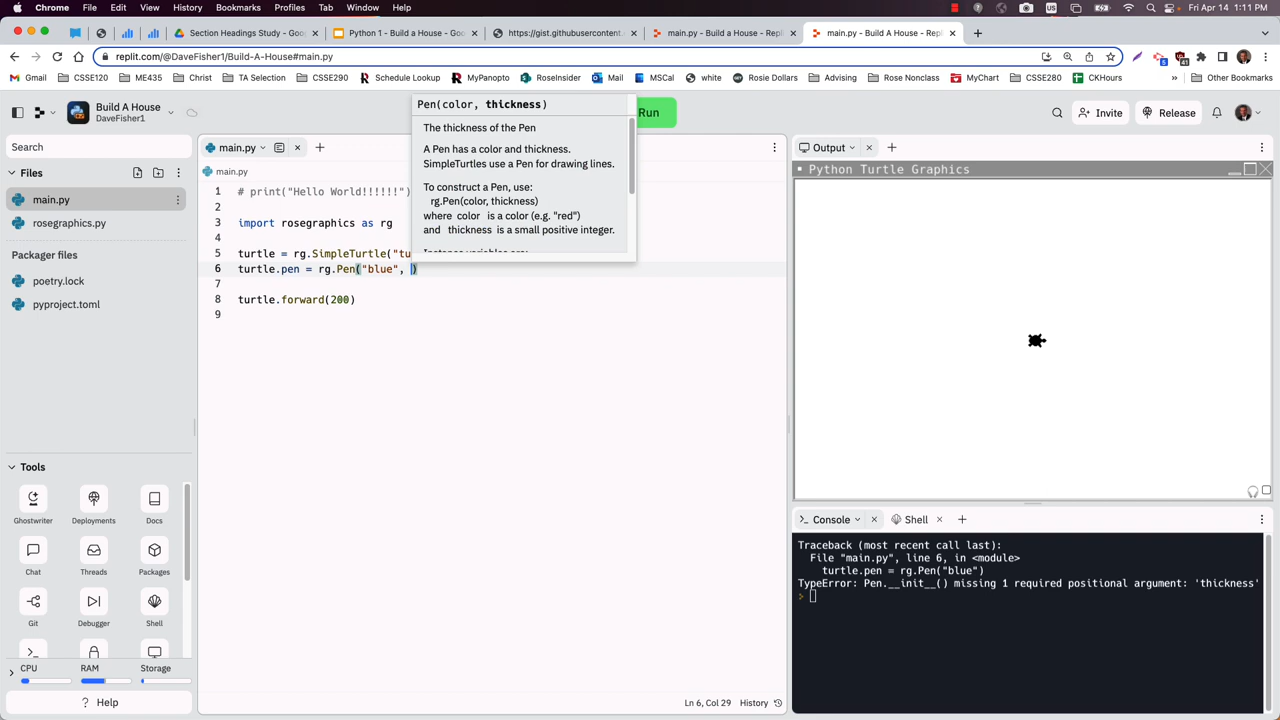 Chrome File Edit View History Bookmarks Profiles Tab Window Help US Fri Apr 14 1:11 PM
Section Headings Study - Goog Python 1 - Build a House - Goog https://gist.githubusercontent main.py - Build a House - Repl main.py - Build A House - Repl
replit.com/@DaveFisher1/Build-A-House#main.py
Gmail CSSE120 ME435 Christ TA Selection CSSE290 Schedule Lookup MyPanopto RoseInsider Mail MSCal white Rosie Dollars Advising Rose Nonclass MyChart CSSE280 CKHours » Other Bookmarks
Build A House
DaveFisher1
Run
Invite
Release
Search
Files
main.py
rosegraphics.py
Packager files
poetry.lock
pyproject.toml
Tools
Ghostwriter Deployments Docs
Chat Threads Packages
Git Debugger Shell
CPU RAM Storage
? Help
main.py
main.py
1 # print("Hello World!!!!!!")
2
3 import rosegraphics as rg
4
5 turtle = rg.SimpleTurtle("tu
6 turtle.pen = rg.Pen("blue", )
7
8 turtle.forward(200)
9
Pen(color, thickness)
The thickness of the Pen
A Pen has a color and thickness.
SimpleTurtles use a Pen for drawing lines.
To construct a Pen, use:
rg.Pen(color, thickness)
where color is a color (e.g. "red")
and thickness is a small positive integer.
Instance variables are:
Ln 6, Col 29 History
Output
Python Turtle Graphics
Console Shell
Traceback (most recent call last):
File "main.py", line 6, in <module>
turtle.pen = rg.Pen("blue")
TypeError: Pen.__init__() missing 1 required positional argument: 'thickness'
>